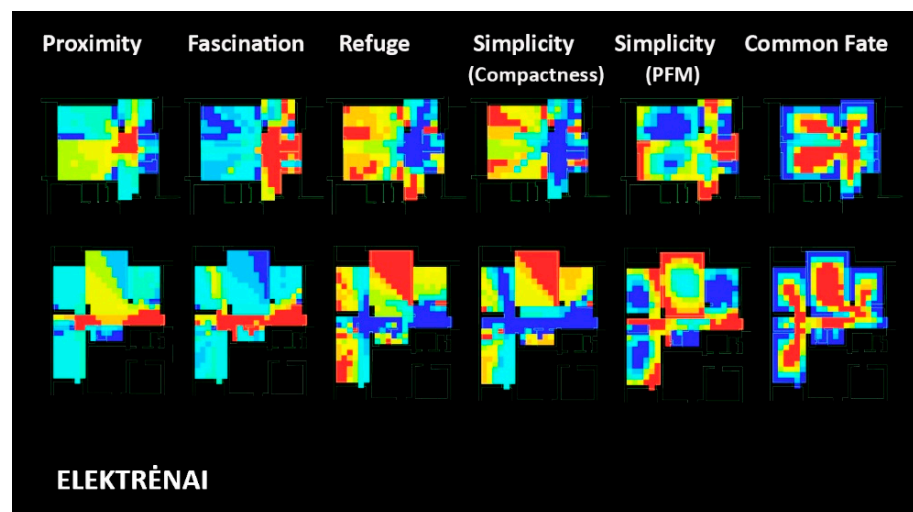 Proximity Fascination Refuge Simplicity Simplicity Common Fate
(Compactness) (PFM)
ELEKTRĖNAI